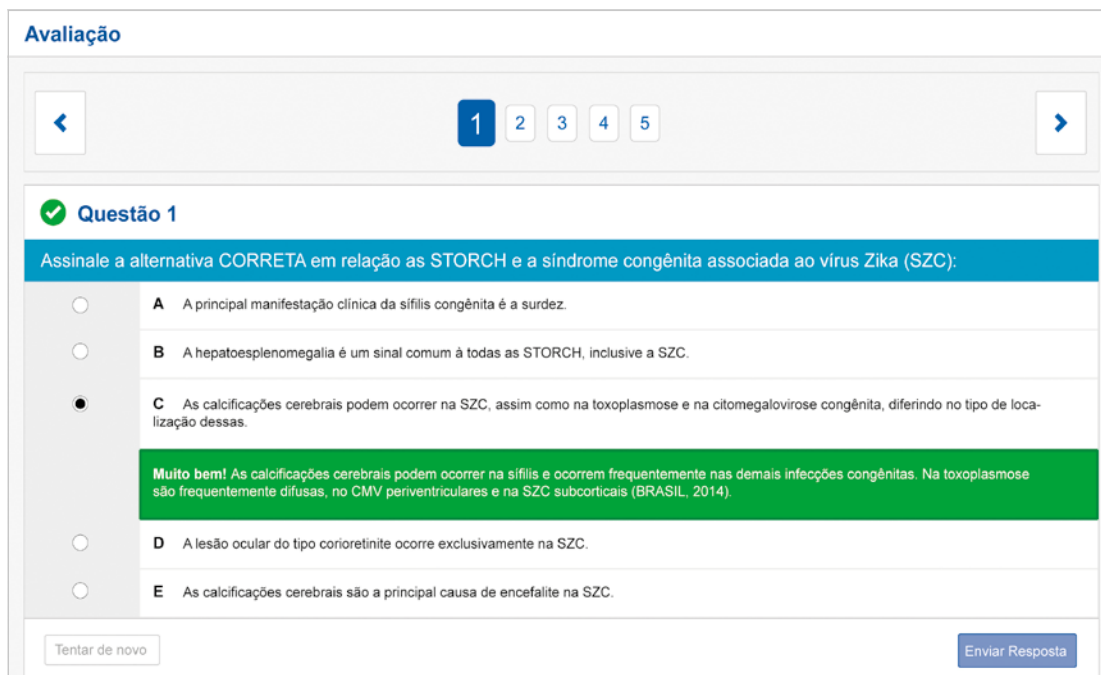 Avaliação
1 2 3 4 5
Questão 1
Assinale a alternativa CORRETA em relação as STORCH e a síndrome congênita associada ao vírus Zika (SZC):
A A principal manifestação clínica da sífilis congênita é a surdez.
B A hepatoesplenomegalia é um sinal comum à todas as STORCH, inclusive a SZC.
C As calcificações cerebrais podem ocorrer na SZC, assim como na toxoplasmose e na citomegalovirose congênita, diferindo no tipo de loca-
lização dessas.
Muito bem! As calcificações cerebrais podem ocorrer na sífilis e ocorrem frequentemente nas demais infecções congênitas. Na toxoplasmose
são frequentemente difusas, no CMV periventriculares e na SZC subcorticais (BRASIL, 2014).
D A lesão ocular do tipo coriorretinite ocorre exclusivamente na SZC.
E As calcificações cerebrais são a principal causa de encefalite na SZC.
Tentar de novo
Enviar Resposta